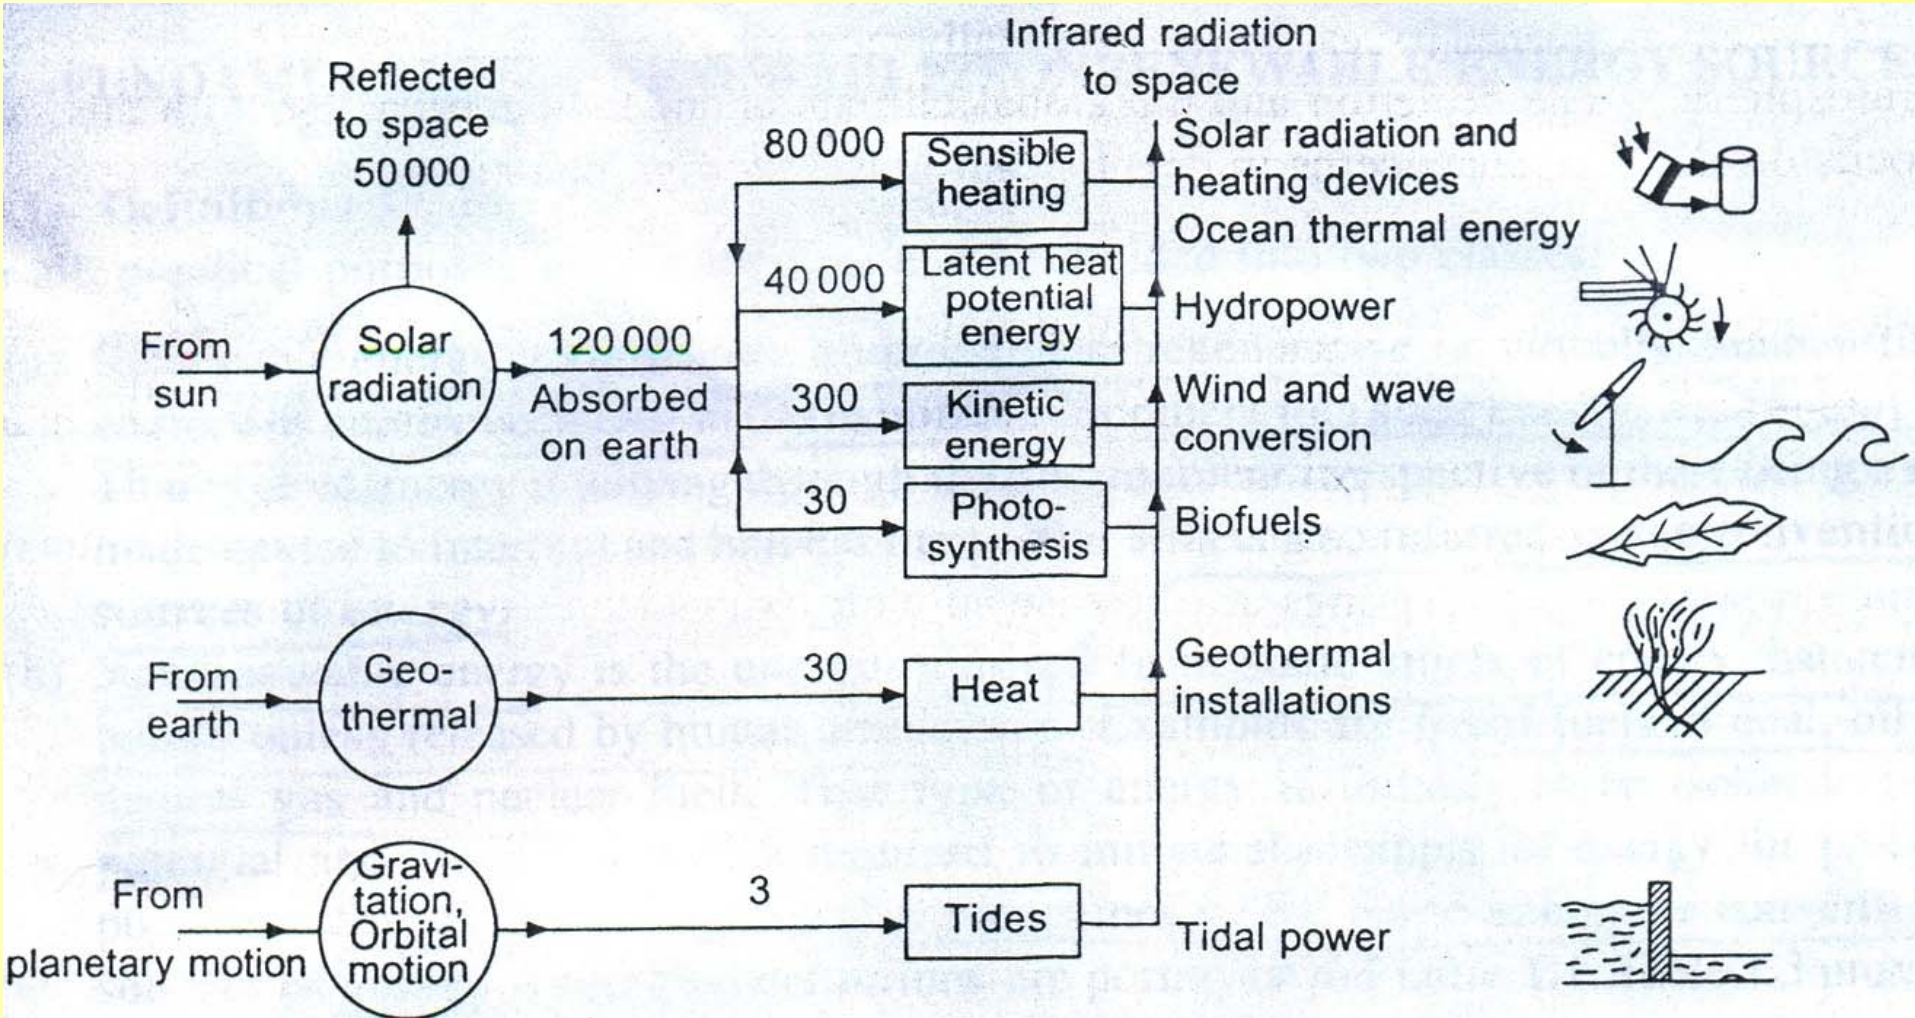 Infrared radiation
to space
Reflected
to space
50 000
From
sun
Solar
radiation
120 000
Absorbed
on earth
80 000
Sensible
heating
Solar radiation and
heating devices
Ocean thermal energy
40 000
Latent heat
potential
energy
Hydropower
300
Kinetic
energy
Wind and wave
conversion
30
Photo-
synthesis
Biofuels
From
earth
Geo-
thermal
30
Heat
Geothermal
installations
From
planetary motion
Gravi-
tation,
Orbital
motion
3
Tides
Tidal power